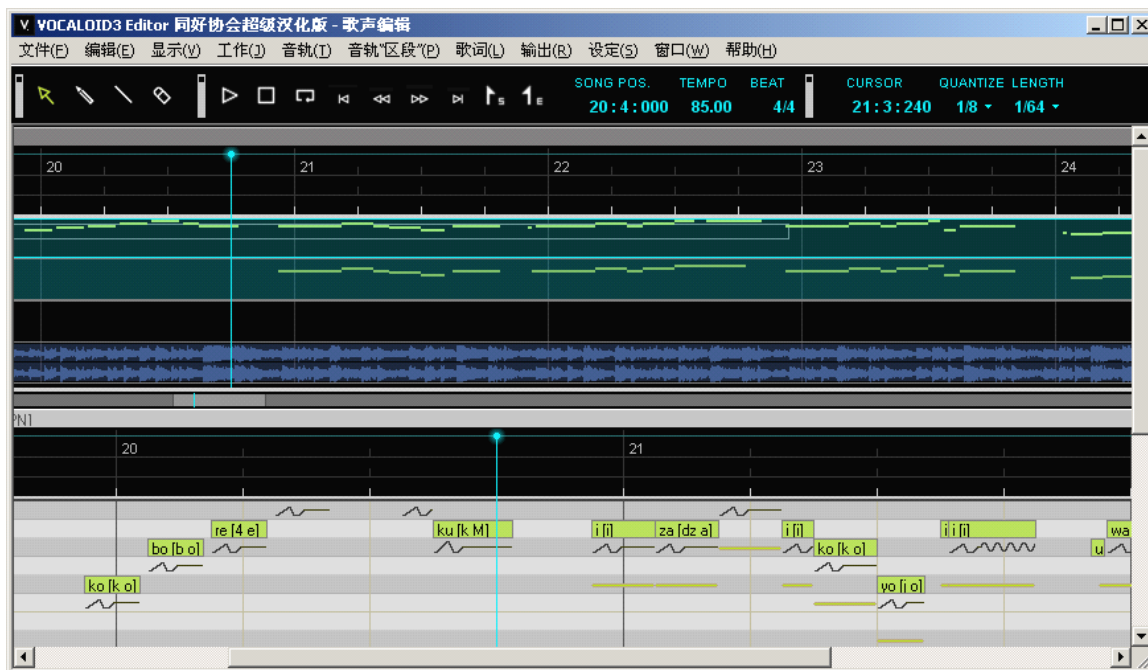 VOCALOID3 Editor 同好协会超级汉化版 - 歌声编辑
文件(F) 编辑(E) 显示(V) 工作(J) 音轨(T) 音轨"区段"(P) 歌词(L) 输出(R) 设定(S) 窗口(W) 帮助(H)
SONG POS. TEMPO BEAT CURSOR QUANTIZE LENGTH
S E 20:4:000 85.00 4/4 21:3:240 1/8 1/64
20 21 22 23 24
PN1
20 21
re [4 e] ku [k M] i [i] za [dz a] i [i] i i [i] wa
bo [b o] ko [k o] u
ko [k o] yo [j o]